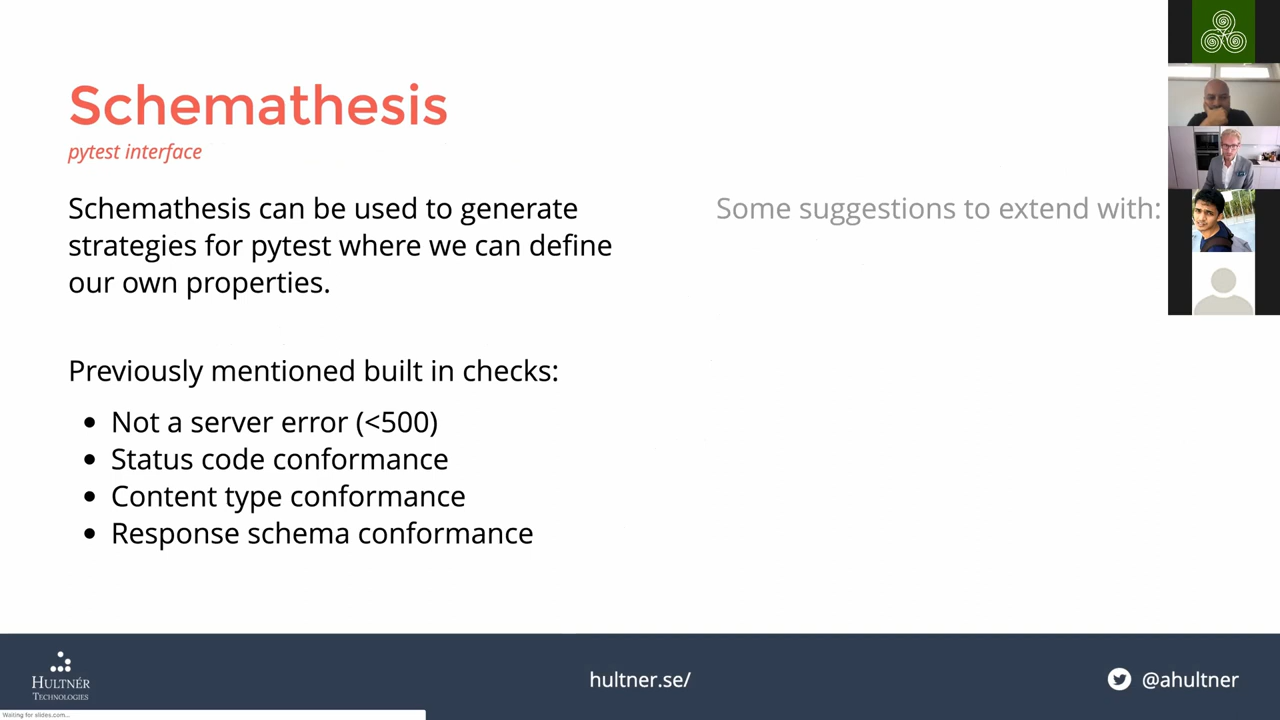 Schemathesis
pytest interface
Schemathesis can be used to generate
strategies for pytest where we can define
our own properties.
Previously mentioned built in checks:
• Not a server error (<500)
• Status code conformance
• Content type conformance
• Response schema conformance
Some suggestions to extend with:
HULTNÉR
TECHNOLOGIES
hultner.se/
@ahultner
Waiting for slides.com...